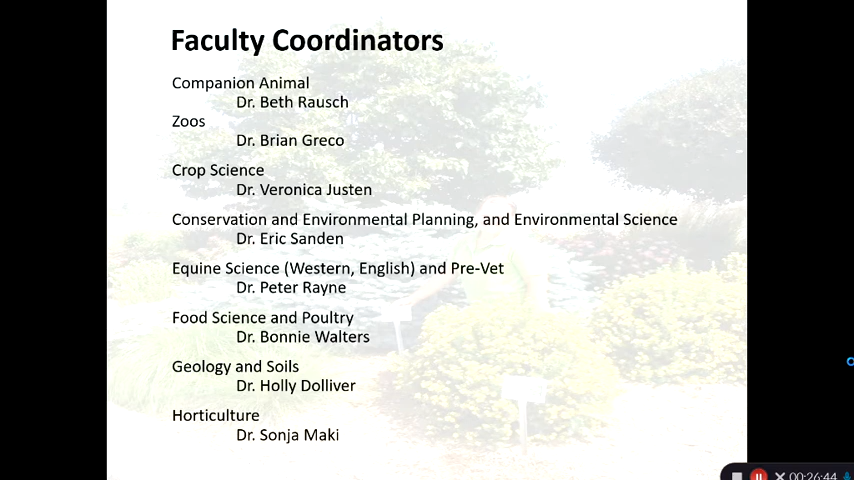 Faculty Coordinators
Companion Animal
Dr. Beth Rausch
Zoos
Dr. Brian Greco
Crop Science
Dr. Veronica Justen
Conservation and Environmental Planning, and Environmental Science
Dr. Eric Sanden
Equine Science (Western, English) and Pre-Vet
Dr. Peter Rayne
Food Science and Poultry
Dr. Bonnie Walters
Geology and Soils
Dr. Holly Dolliver
Horticulture
Dr. Sonja Maki
00:26:44